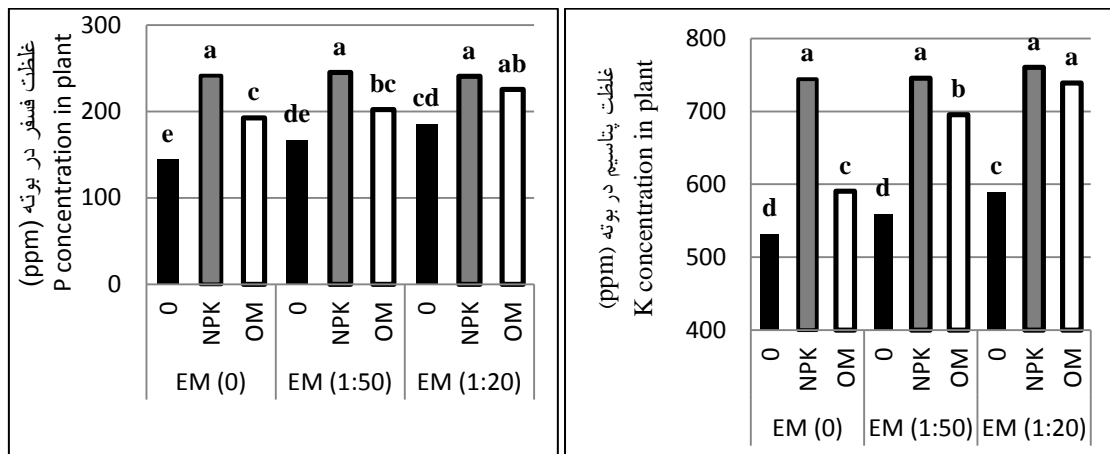 غلظت فسفر در بوته (ppm)
P concentration in plant
300
200
100
0
e
a
c
de
a
bc
cd
a
ab
0
NPK
OM
0
NPK
OM
0
NPK
OM
EM (0)
EM (1:50)
EM (1:20)
غلظت پتاسیم در بوته (ppm)
K concentration in plant
800
700
600
500
400
d
a
c
d
a
b
c
a
a
0
NPK
OM
0
NPK
OM
0
NPK
OM
EM (0)
EM (1:50)
EM (1:20)